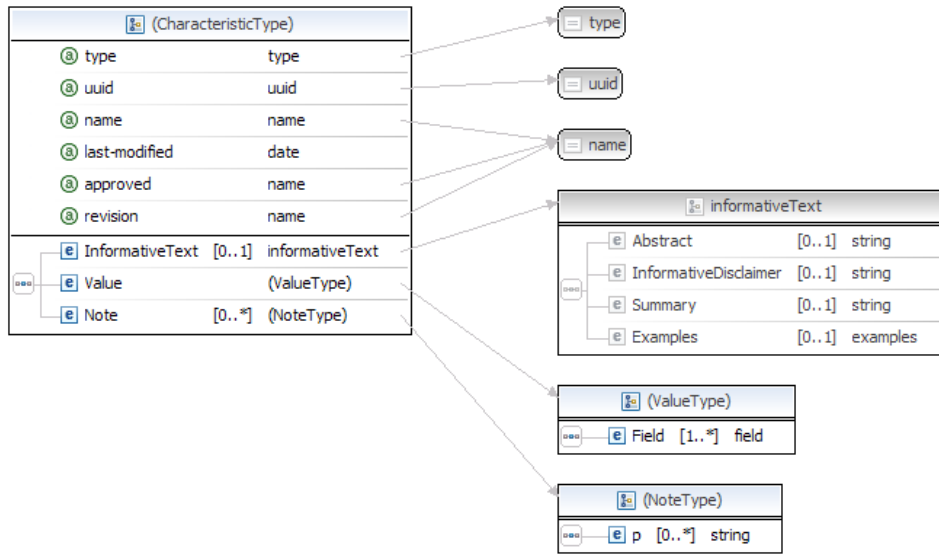 (CharacteristicType)
type type
uuid uuid
name name
last-modified date
approved name
revision name
InformativeText [0..1] informativeText
Value (ValueType)
Note [0..*] (NoteType)
type
uuid
name
informativeText
Abstract [0..1] string
InformativeDisclaimer [0..1] string
Summary [0..1] string
Examples [0..1] examples
(ValueType)
Field [1..*] field
(NoteType)
p [0..*] string